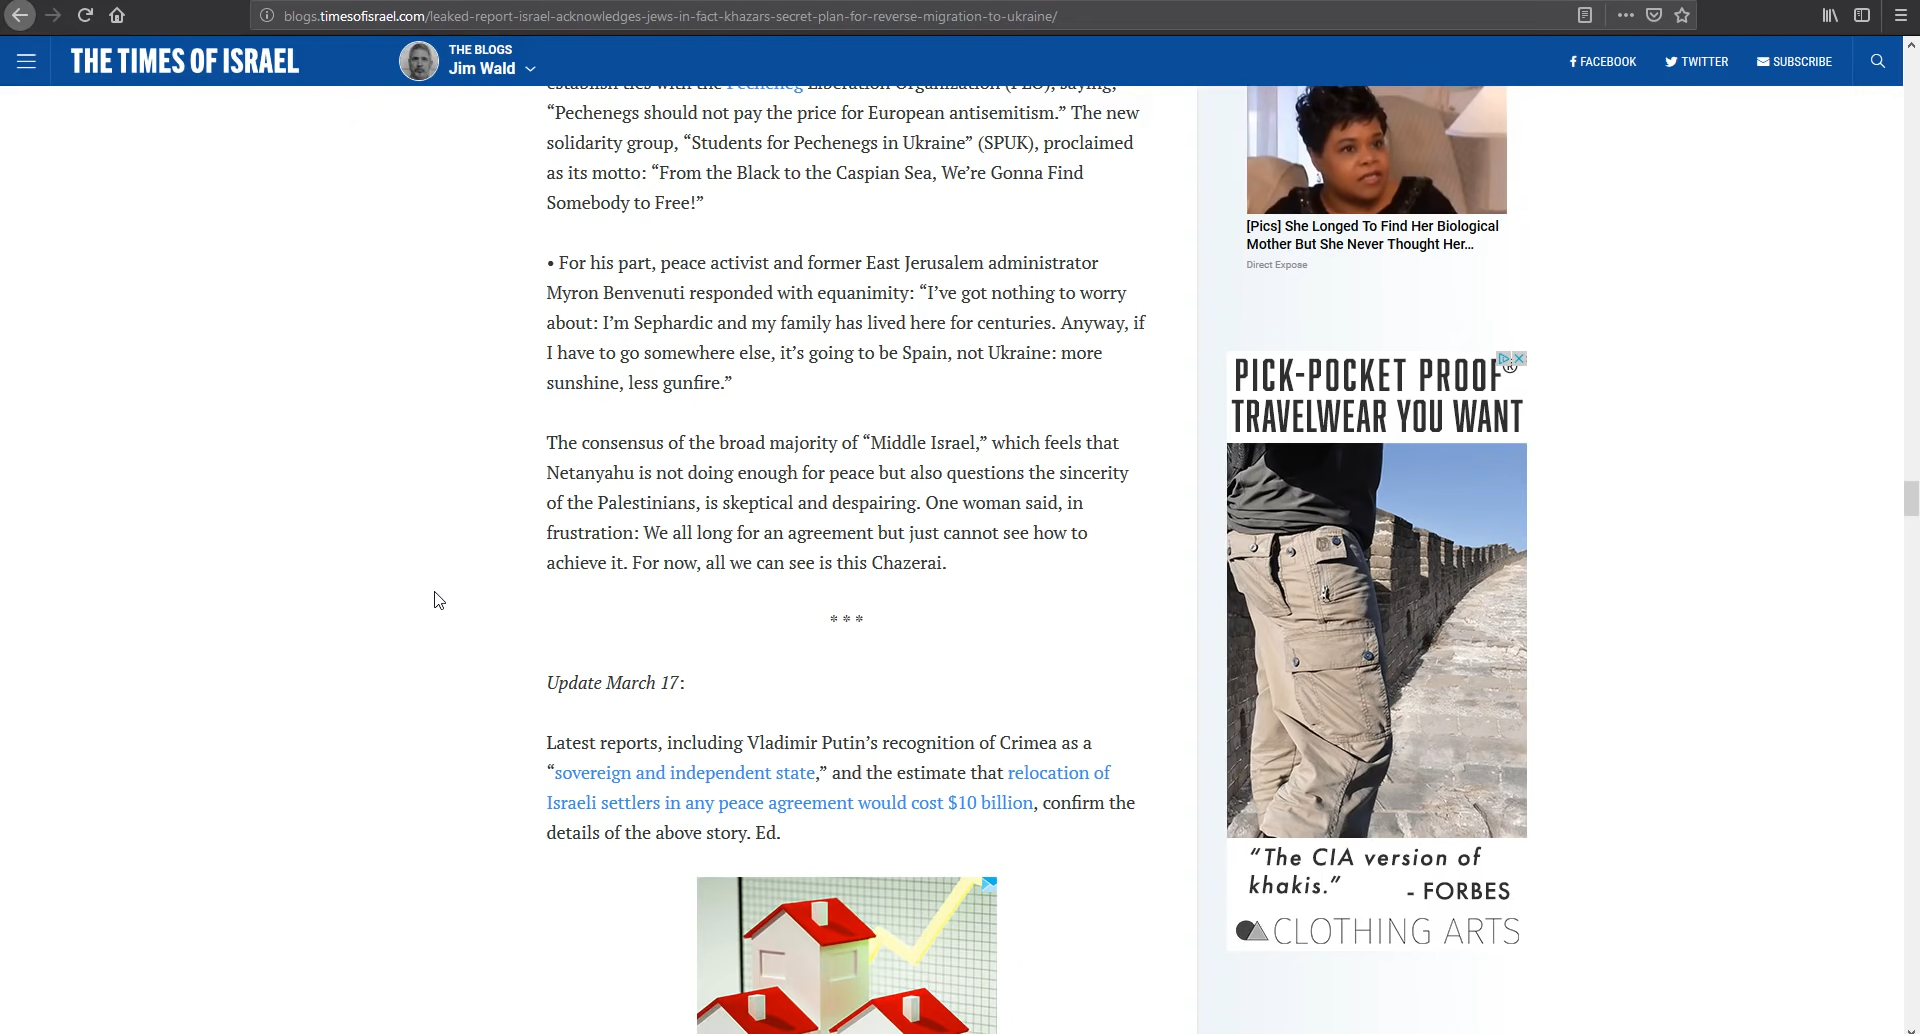 blogs.timesofisrael.com/leaked-report-israel-acknowledges-jews-in-fact-khazars-secret-plan-for-reverse-migration-to-ukraine/
THE TIMES OF ISRAEL
THE BLOGS
Jim Wald
FACEBOOK
TWITTER
SUBSCRIBE
establish ties with the Pecheneg Liberation Organization (PLO), saying,
“Pechenegs should not pay the price for European antisemitism.” The new
solidarity group, “Students for Pechenegs in Ukraine” (SPUK), proclaimed
as its motto: “From the Black to the Caspian Sea, We’re Gonna Find
Somebody to Free!”
• For his part, peace activist and former East Jerusalem administrator
Myron Benvenuti responded with equanimity: “I’ve got nothing to worry
about: I’m Sephardic and my family has lived here for centuries. Anyway, if
I have to go somewhere else, it’s going to be Spain, not Ukraine: more
sunshine, less gunfire.”
The consensus of the broad majority of “Middle Israel,” which feels that
Netanyahu is not doing enough for peace but also questions the sincerity
of the Palestinians, is skeptical and despairing. One woman said, in
frustration: We all long for an agreement but just cannot see how to
achieve it. For now, all we can see is this Chazerai.
* * *
Update March 17:
Latest reports, including Vladimir Putin’s recognition of Crimea as a
“sovereign and independent state,” and the estimate that relocation of
Israeli settlers in any peace agreement would cost $10 billion, confirm the
details of the above story. Ed.
[Pics] She Longed To Find Her Biological
Mother But She Never Thought Her...
Direct Expose
PICK-POCKET PROOF®
TRAVELWEAR YOU WANT
“The CIA version of
khakis.” - FORBES
CLOTHING ARTS